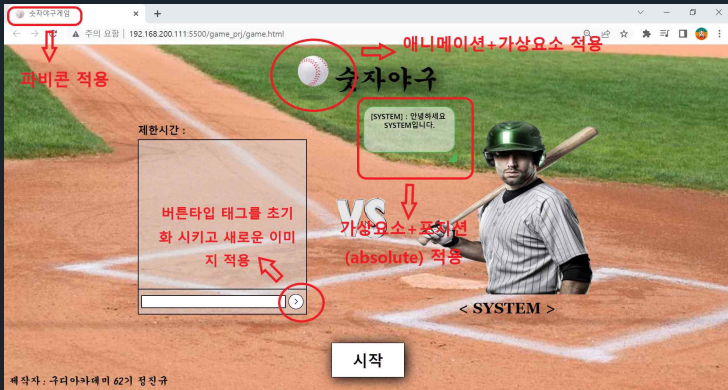 숫자야구게임
주의 요함 | 192.168.200.111:5500/game_prj/game.html
파비콘 적용
애니메이션+가상요소 적용
숫자야구
[SYSTEM] : 안녕하세요
SYSTEM입니다.
제한시간 :
버튼타입 태그를 초기
화 시키고 새로운 이미
지 적용
VS
가상요소+포지션
(absolute) 적용
< SYSTEM >
시작
제작자 : 구디아카데미 62기 정진규